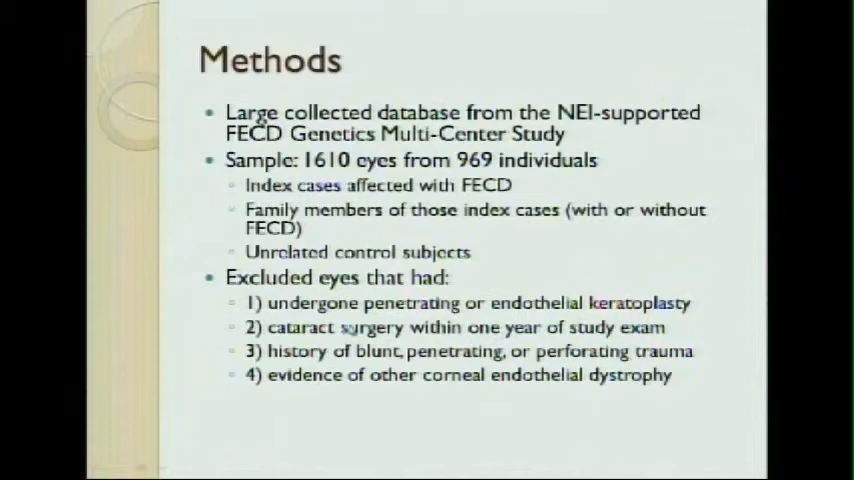 Methods
• Large collected database from the NEI-supported
FECD Genetics Multi-Center Study
• Sample: 1610 eyes from 969 individuals
◦ Index cases affected with FECD
◦ Family members of those index cases (with or without
FECD)
◦ Unrelated control subjects
• Excluded eyes that had:
◦ 1) undergone penetrating or endothelial keratoplasty
◦ 2) cataract surgery within one year of study exam
◦ 3) history of blunt, penetrating, or perforating trauma
◦ 4) evidence of other corneal endothelial dystrophy